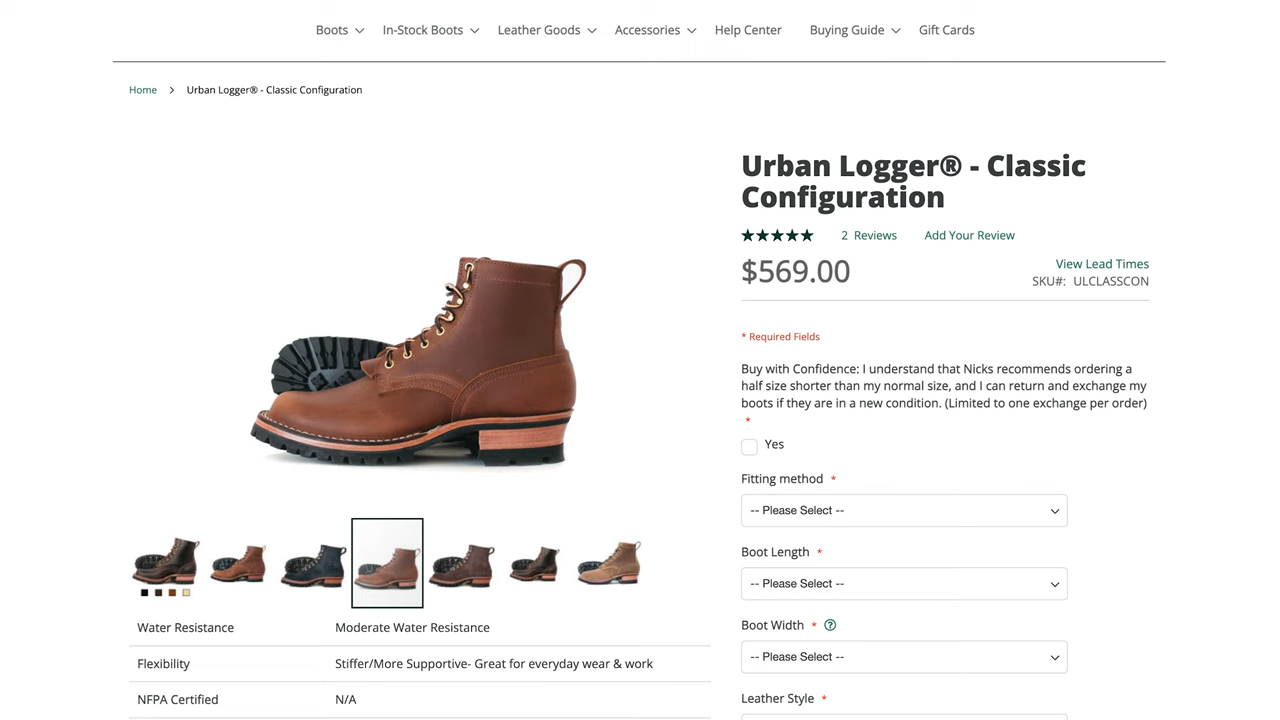 Boots In-Stock Boots Leather Goods Accessories Help Center Buying Guide Gift Cards
Home Urban Logger® - Classic Configuration
Urban Logger® - Classic
Configuration
2 Reviews Add Your Review
$569.00
View Lead Times
SKU#: ULCLASSCON
* Required Fields
Buy with Confidence: I understand that Nicks recommends ordering a
half size shorter than my normal size, and I can return and exchange my
boots if they are in a new condition. (Limited to one exchange per order)
*
Yes
Fitting method *
-- Please Select --
Boot Length *
-- Please Select --
Boot Width * ?
-- Please Select --
Leather Style *
Water Resistance Moderate Water Resistance
Flexibility Stiffer/More Supportive- Great for everyday wear & work
NFPA Certified N/A